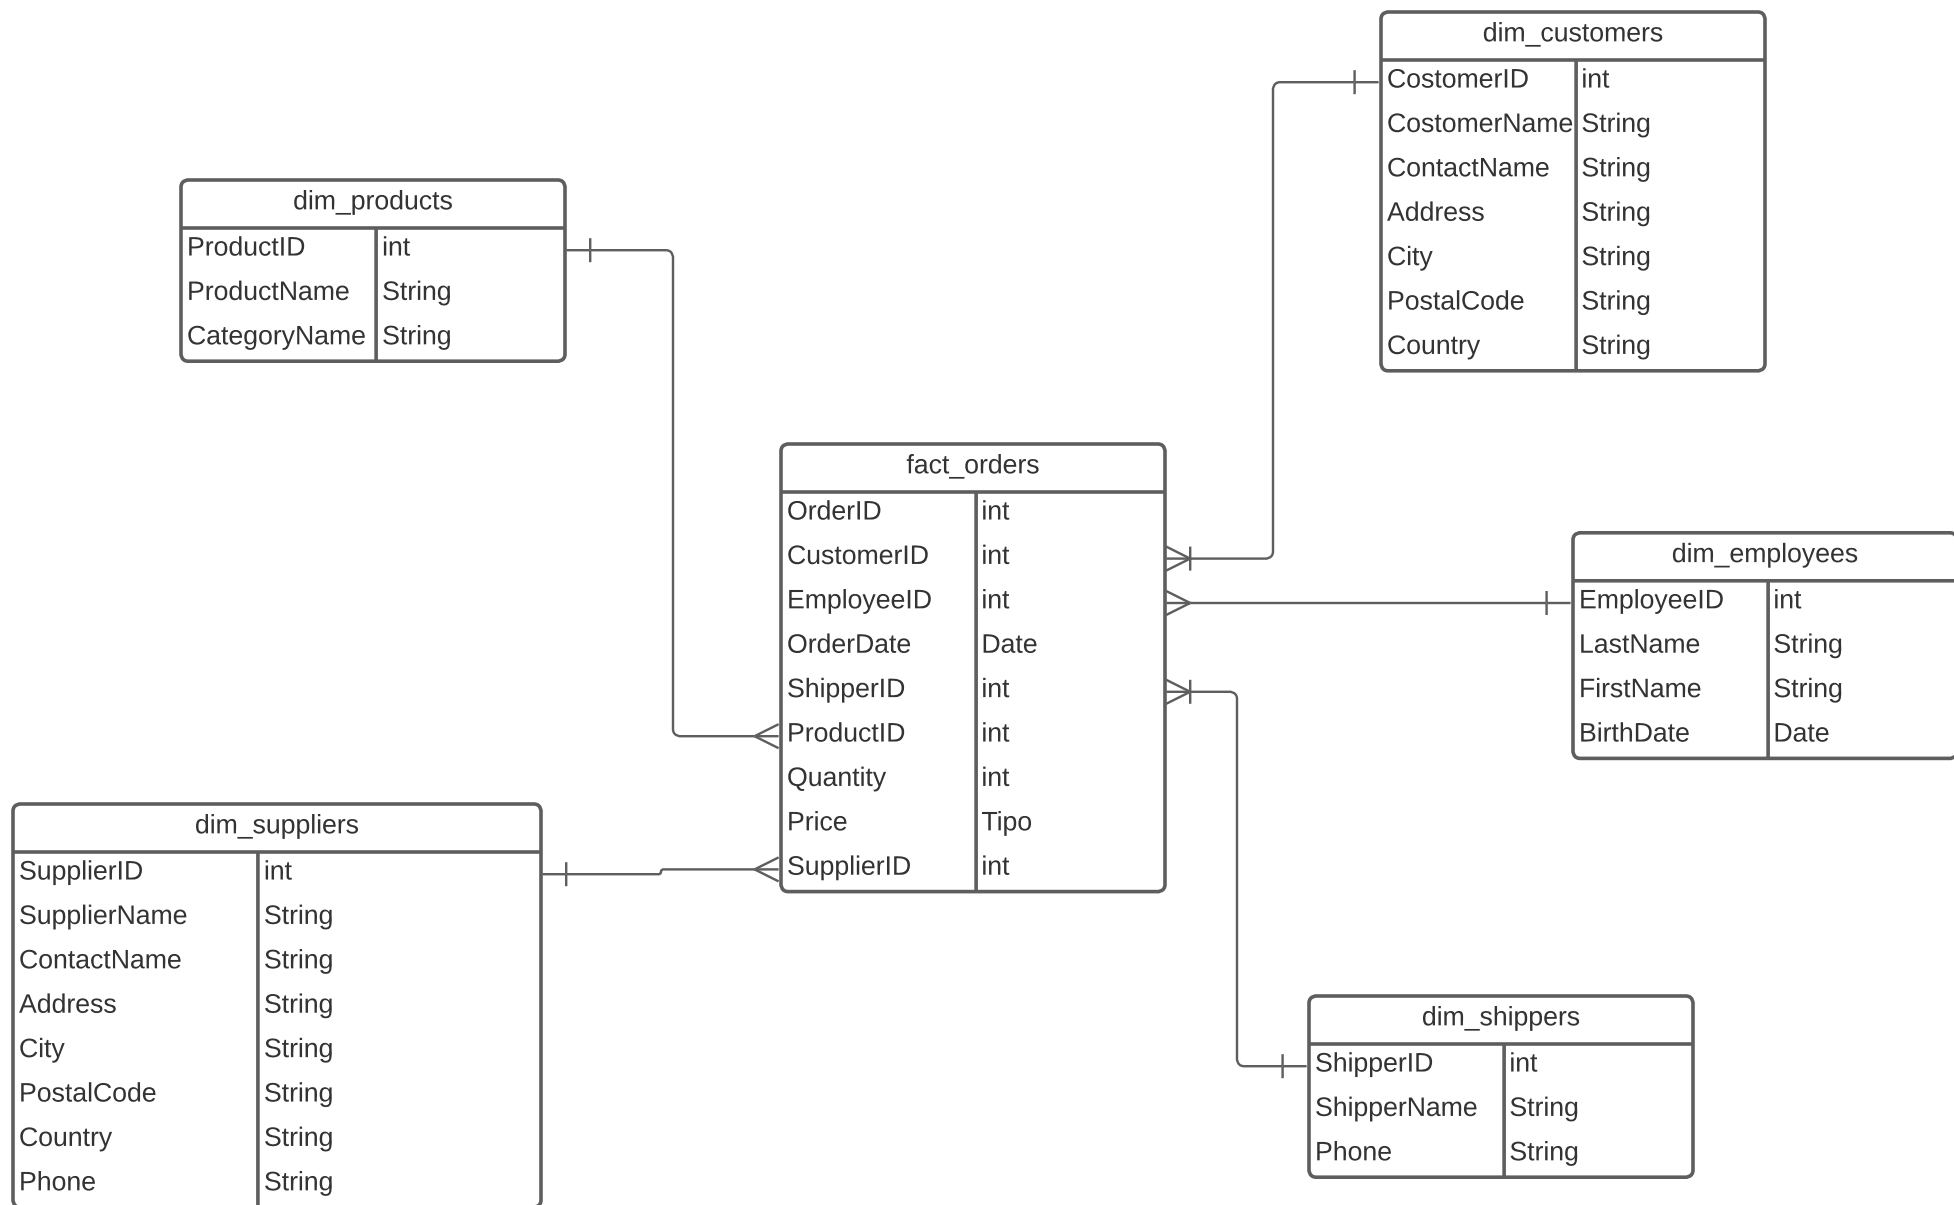 dim_customers
CostomerID int
CostomerName String
ContactName String
Address String
City String
PostalCode String
Country String
dim_products
ProductID int
ProductName String
CategoryName String
fact_orders
OrderID int
CustomerID int
EmployeeID int
OrderDate Date
ShipperID int
ProductID int
Quantity int
Price Tipo
SupplierID int
dim_employees
EmployeeID int
LastName String
FirstName String
BirthDate Date
dim_suppliers
SupplierID int
SupplierName String
ContactName String
Address String
City String
PostalCode String
Country String
Phone String
dim_shippers
ShipperID int
ShipperName String
Phone String